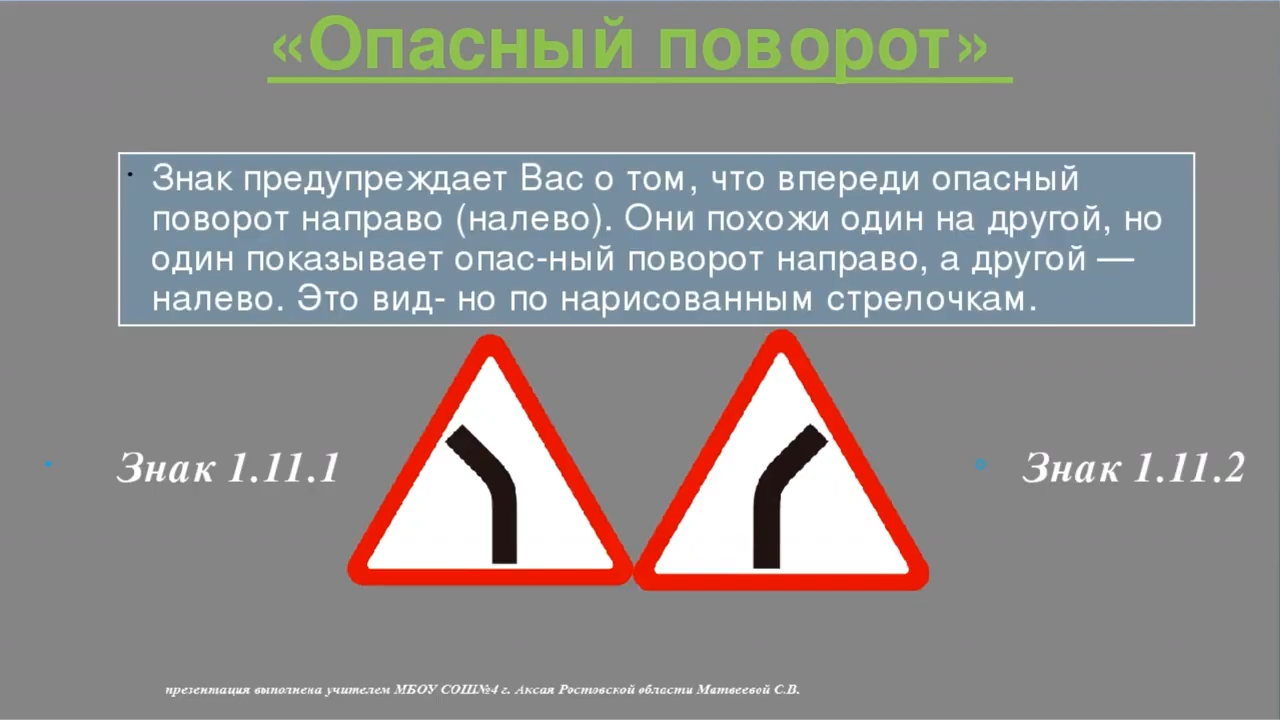 «Опасный поворот»
Знак предупреждает Вас о том, что впереди опасный
поворот направо (налево). Они похожи один на другой, но
один показывает опас-ный поворот направо, а другой —
налево. Это вид- но по нарисованным стрелочкам.
Знак 1.11.1
Знак 1.11.2
презентация выполнена учителем МБОУ СОШ№4 г. Аксая Ростовской области Матвеевой С.В.